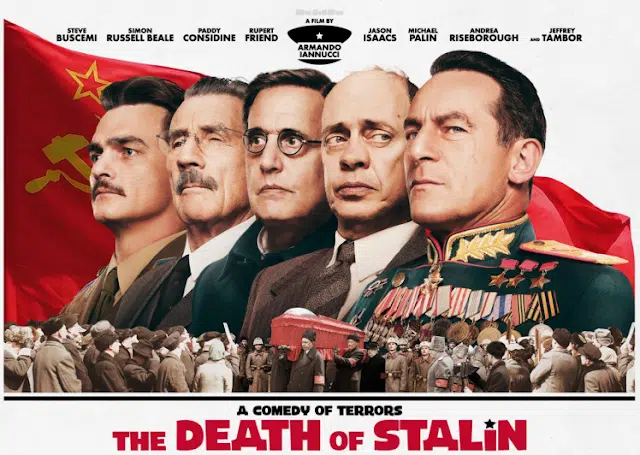 STEVE BUSCEMI
SIMON RUSSELL BEALE
PADDY CONSIDINE
RUPERT FRIEND
A FILM BY
ARMANDO IANNUCCI
JASON ISAACS
MICHAEL PALIN
ANDREA RISEBOROUGH
AND JEFFREY TAMBOR
A COMEDY OF TERRORS
THE DEATH OF STALIN